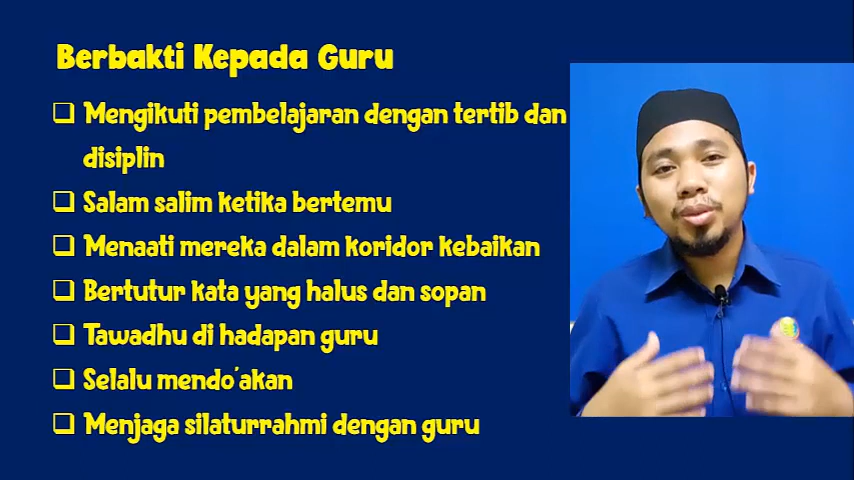 Berbakti Kepada Guru
❑ Mengikuti pembelajaran dengan tertib dan
disiplin
❑ Salam salim ketika bertemu
❑ Menaati mereka dalam koridor kebaikan
❑ Bertutur kata yang halus dan sopan
❑ Tawadhu di hadapan guru
❑ Selalu mendo'akan
❑ Menjaga silaturrahmi dengan guru